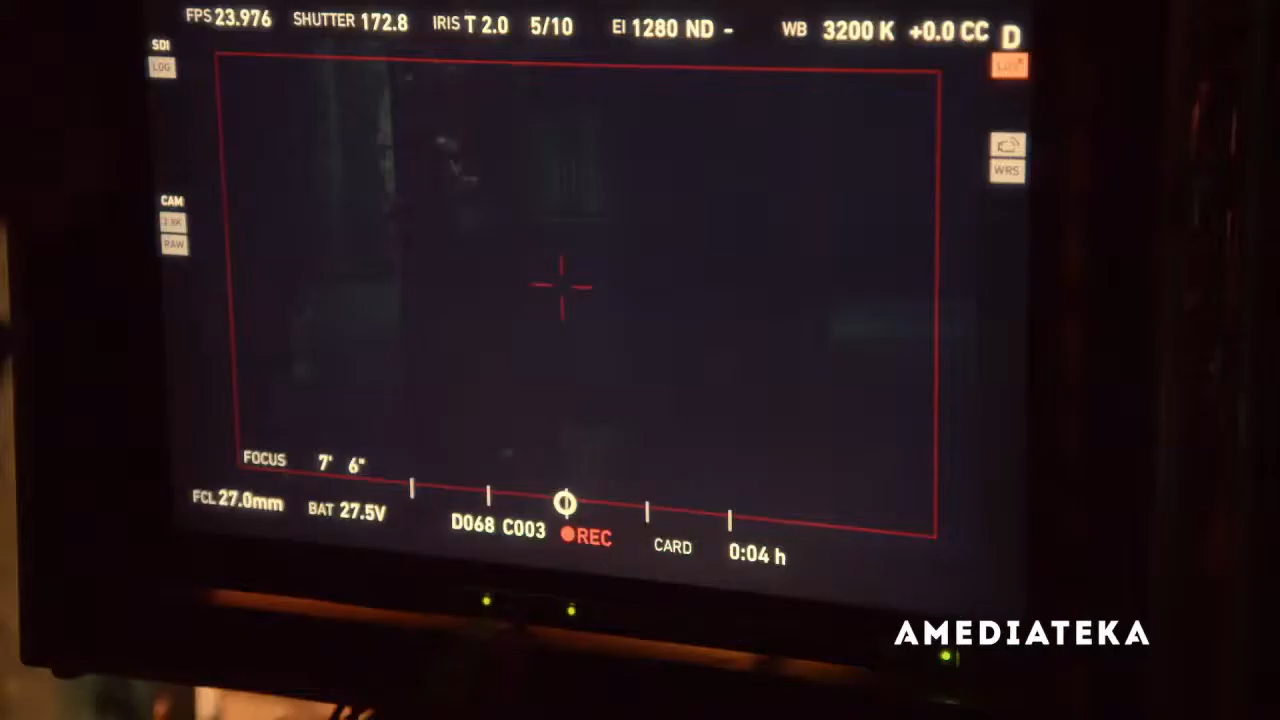 FPS 23.976 SHUTTER 172.8 IRIS T 2.0 5/10 EI 1280 ND - WB 3200 K +0.0 CC D
SDI
LOG
WRS
CAM
RAW
FOCUS 7' 6"
FCL 27.0mm BAT 27.5V D068 C003 REC CARD 0:04 h
AMEDIATEKA